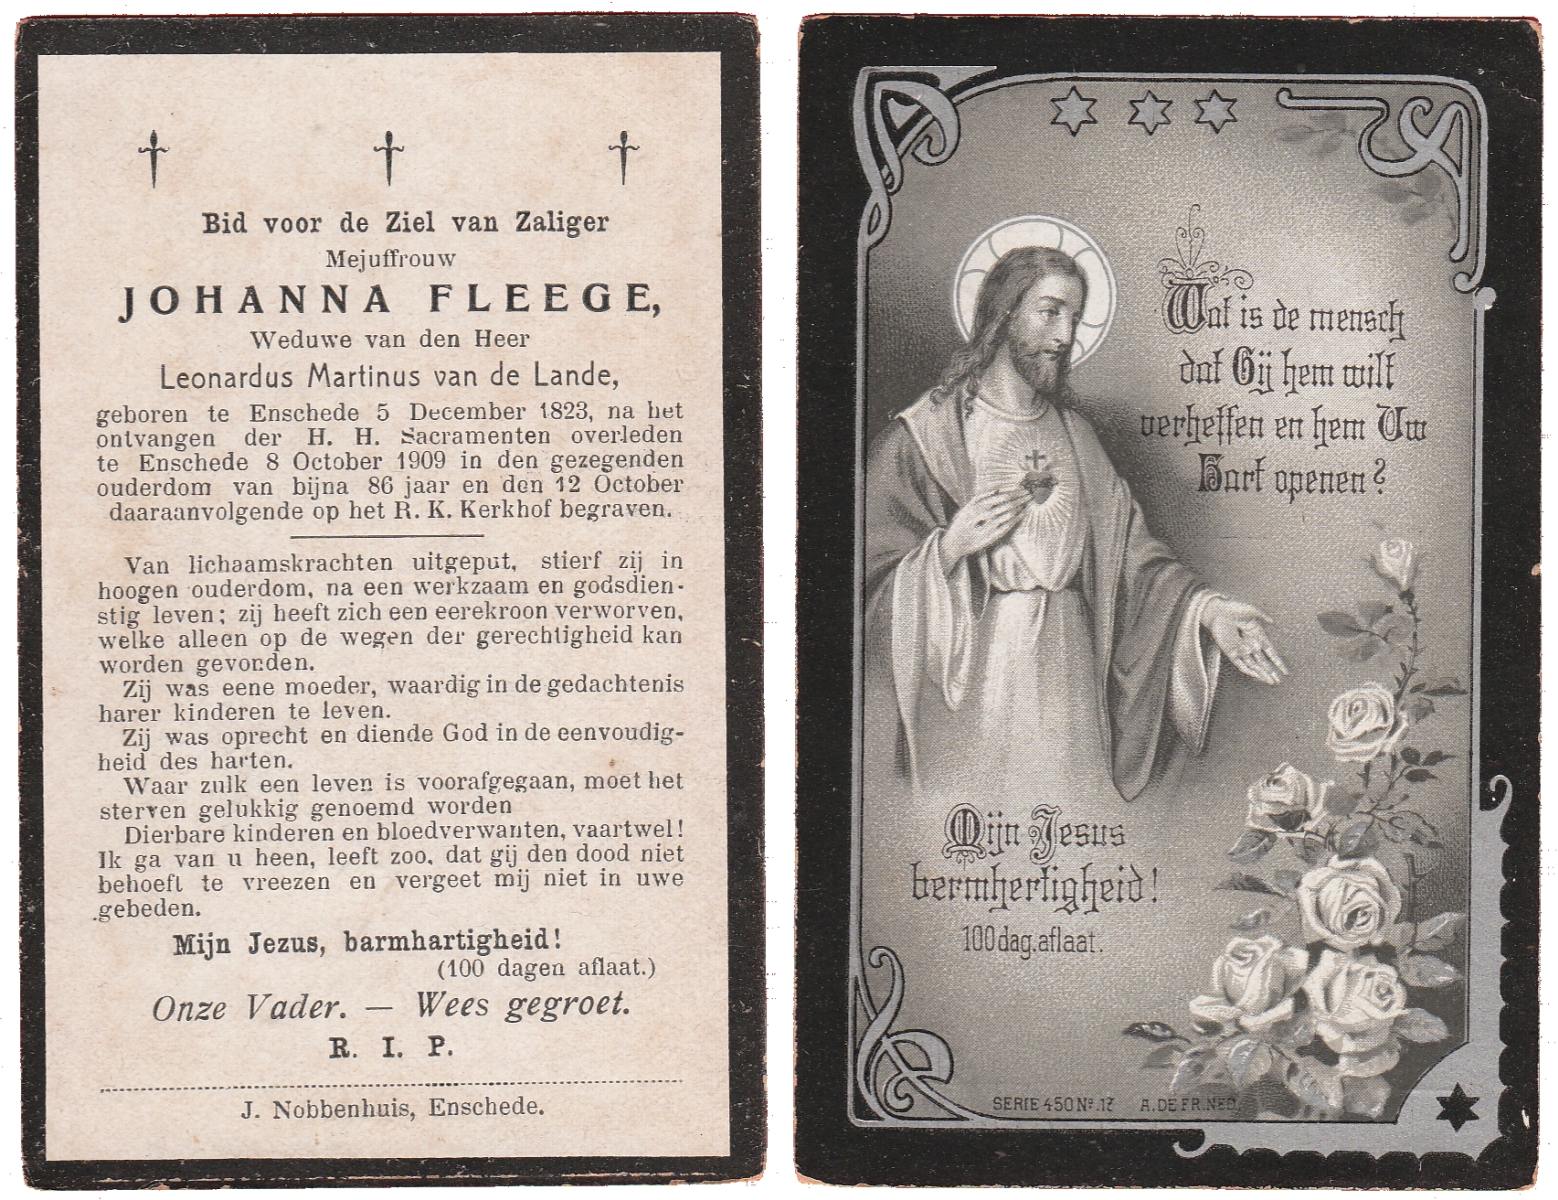 Bid voor de Ziel van Zaliger
Mejuffrouw
JOHANNA FLEEGE,
Weduwe van den Heer
Leonardus Martinus van de Lande,
geboren te Enschede 5 December 1823, na het
ontvangen der H. H. Sacramenten overleden
te Enschede 8 October 1909 in den gezegenden
ouderdom van bijna 86 jaar en den 12 October
daaraanvolgende op het R. K. Kerkhof begraven.
Van lichaamskrachten uitgeput, stierf zij in
hoogen ouderdom, na een werkzaam en godsdien-
stig leven; zij heeft zich een eerekroon verworven,
welke alleen op de wegen der gerechtigheid kan
worden gevonden.
Zij was eene moeder, waardig in de gedachtenis
harer kinderen te leven.
Zij was oprecht en diende God in de eenvoudig-
heid des harten.
Waar zulk een leven is voorafgegaan, moet het
sterven gelukkig genoemd worden
Dierbare kinderen en bloedverwanten, vaartwel!
Ik ga van u heen, leeft zoo, dat gij den dood niet
behoeft te vreezen en vergeet mij niet in uwe
gebeden.
Mijn Jezus, barmhartigheid!
(100 dagen aflaat.)
Onze Vader. — Wees gegroet.
R. I. P.
J. Nobbenhuis, Enschede.
Wat is de mensch
dat Gij hem wilt
verheffen en hem Uw
Hart openen?
Mijn Jesus
bermhertigheid!
100 dag. aflaat.
SERIE 450 Nº. 17 A. DE FR. NED.